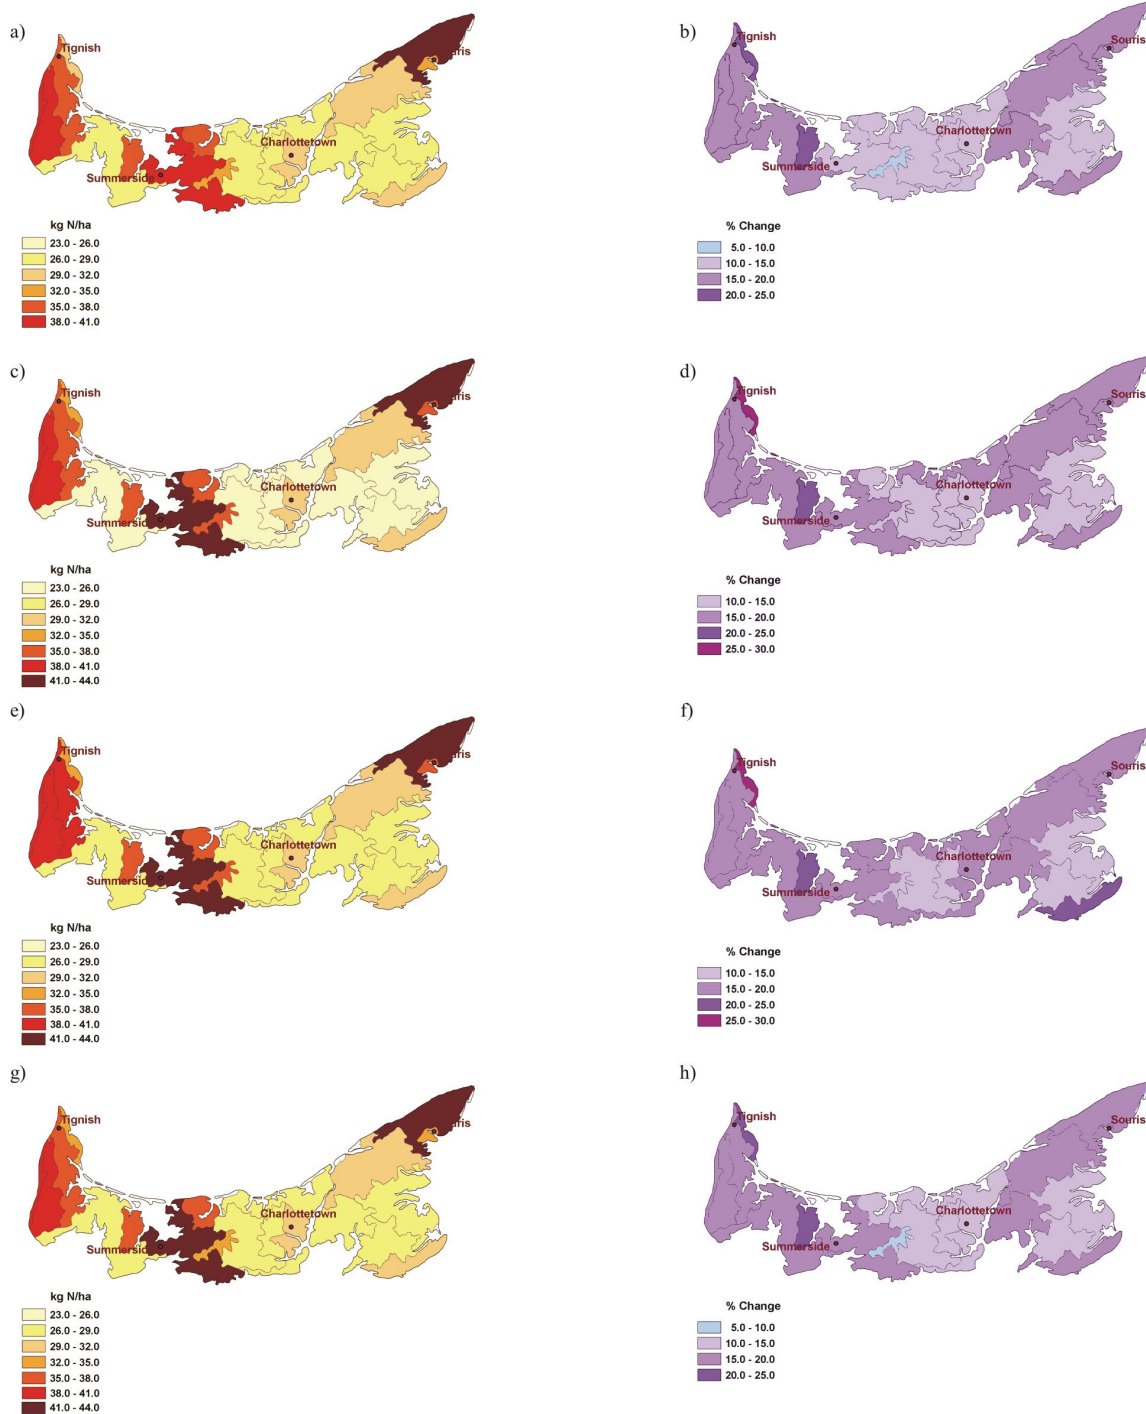 a)
Tignish
uris
Charlottetown
Summerside
kg N/ha
23.0 - 26.0
26.0 - 29.0
29.0 - 32.0
32.0 - 35.0
35.0 - 38.0
38.0 - 41.0
b)
Tignish
Souris
Charlottetown
Summerside
% Change
5.0 - 10.0
10.0 - 15.0
15.0 - 20.0
20.0 - 25.0
c)
Tignish
uris
Charlottetown
Summerside
kg N/ha
23.0 - 26.0
26.0 - 29.0
29.0 - 32.0
32.0 - 35.0
35.0 - 38.0
38.0 - 41.0
41.0 - 44.0
d)
Tignish
Souris
Charlottetown
Summerside
% Change
10.0 - 15.0
15.0 - 20.0
20.0 - 25.0
25.0 - 30.0
e)
Tignish
uris
Charlottetown
Summerside
kg N/ha
23.0 - 26.0
26.0 - 29.0
29.0 - 32.0
32.0 - 35.0
35.0 - 38.0
38.0 - 41.0
41.0 - 44.0
f)
Tignish
Souris
Charlottetown
Summerside
% Change
10.0 - 15.0
15.0 - 20.0
20.0 - 25.0
25.0 - 30.0
g)
Tignish
uris
Charlottetown
Summerside
kg N/ha
23.0 - 26.0
26.0 - 29.0
29.0 - 32.0
32.0 - 35.0
35.0 - 38.0
38.0 - 41.0
41.0 - 44.0
h)
Tignish
Souris
Charlottetown
Summerside
% Change
5.0 - 10.0
10.0 - 15.0
15.0 - 20.0
20.0 - 25.0